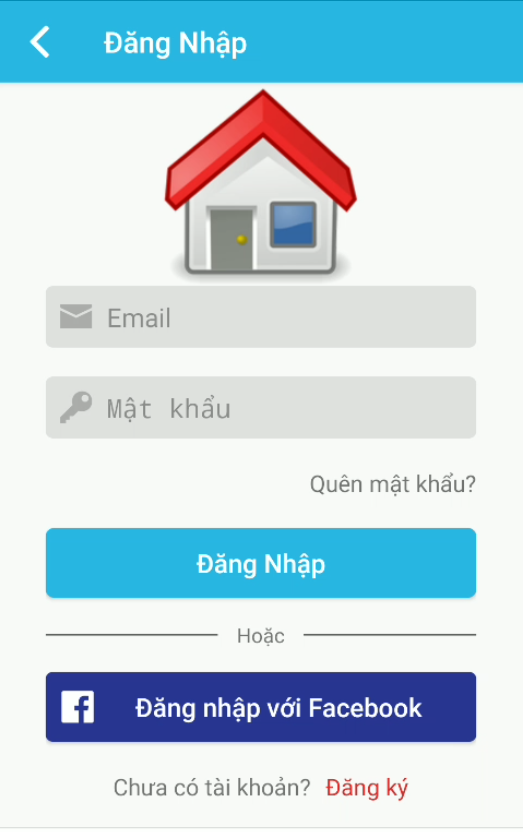 Đăng Nhập
Email
Mật khẩu
Quên mật khẩu?
Đăng Nhập
Hoặc
Đăng nhập với Facebook
Chưa có tài khoản? Đăng ký